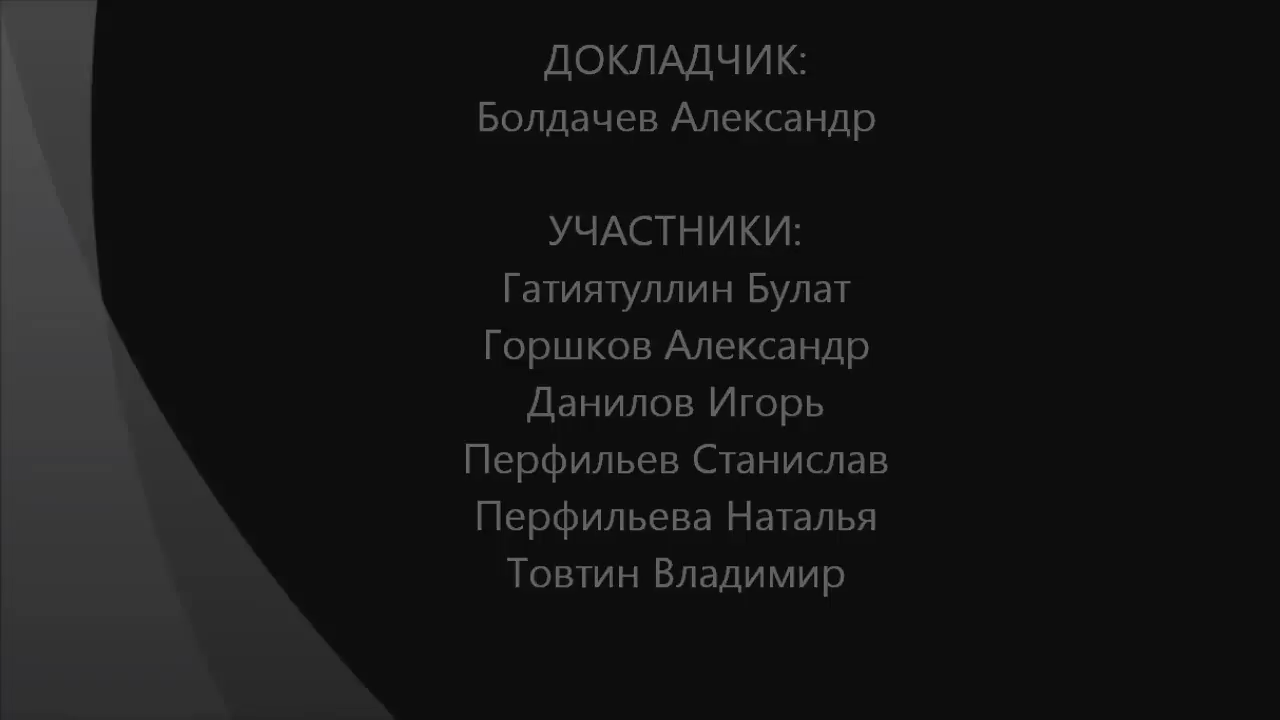 ДОКЛАДЧИК:
Болдачев Александр
УЧАСТНИКИ:
Гатиятуллин Булат
Горшков Александр
Данилов Игорь
Перфильев Станислав
Перфильева Наталья
Товтин Владимир